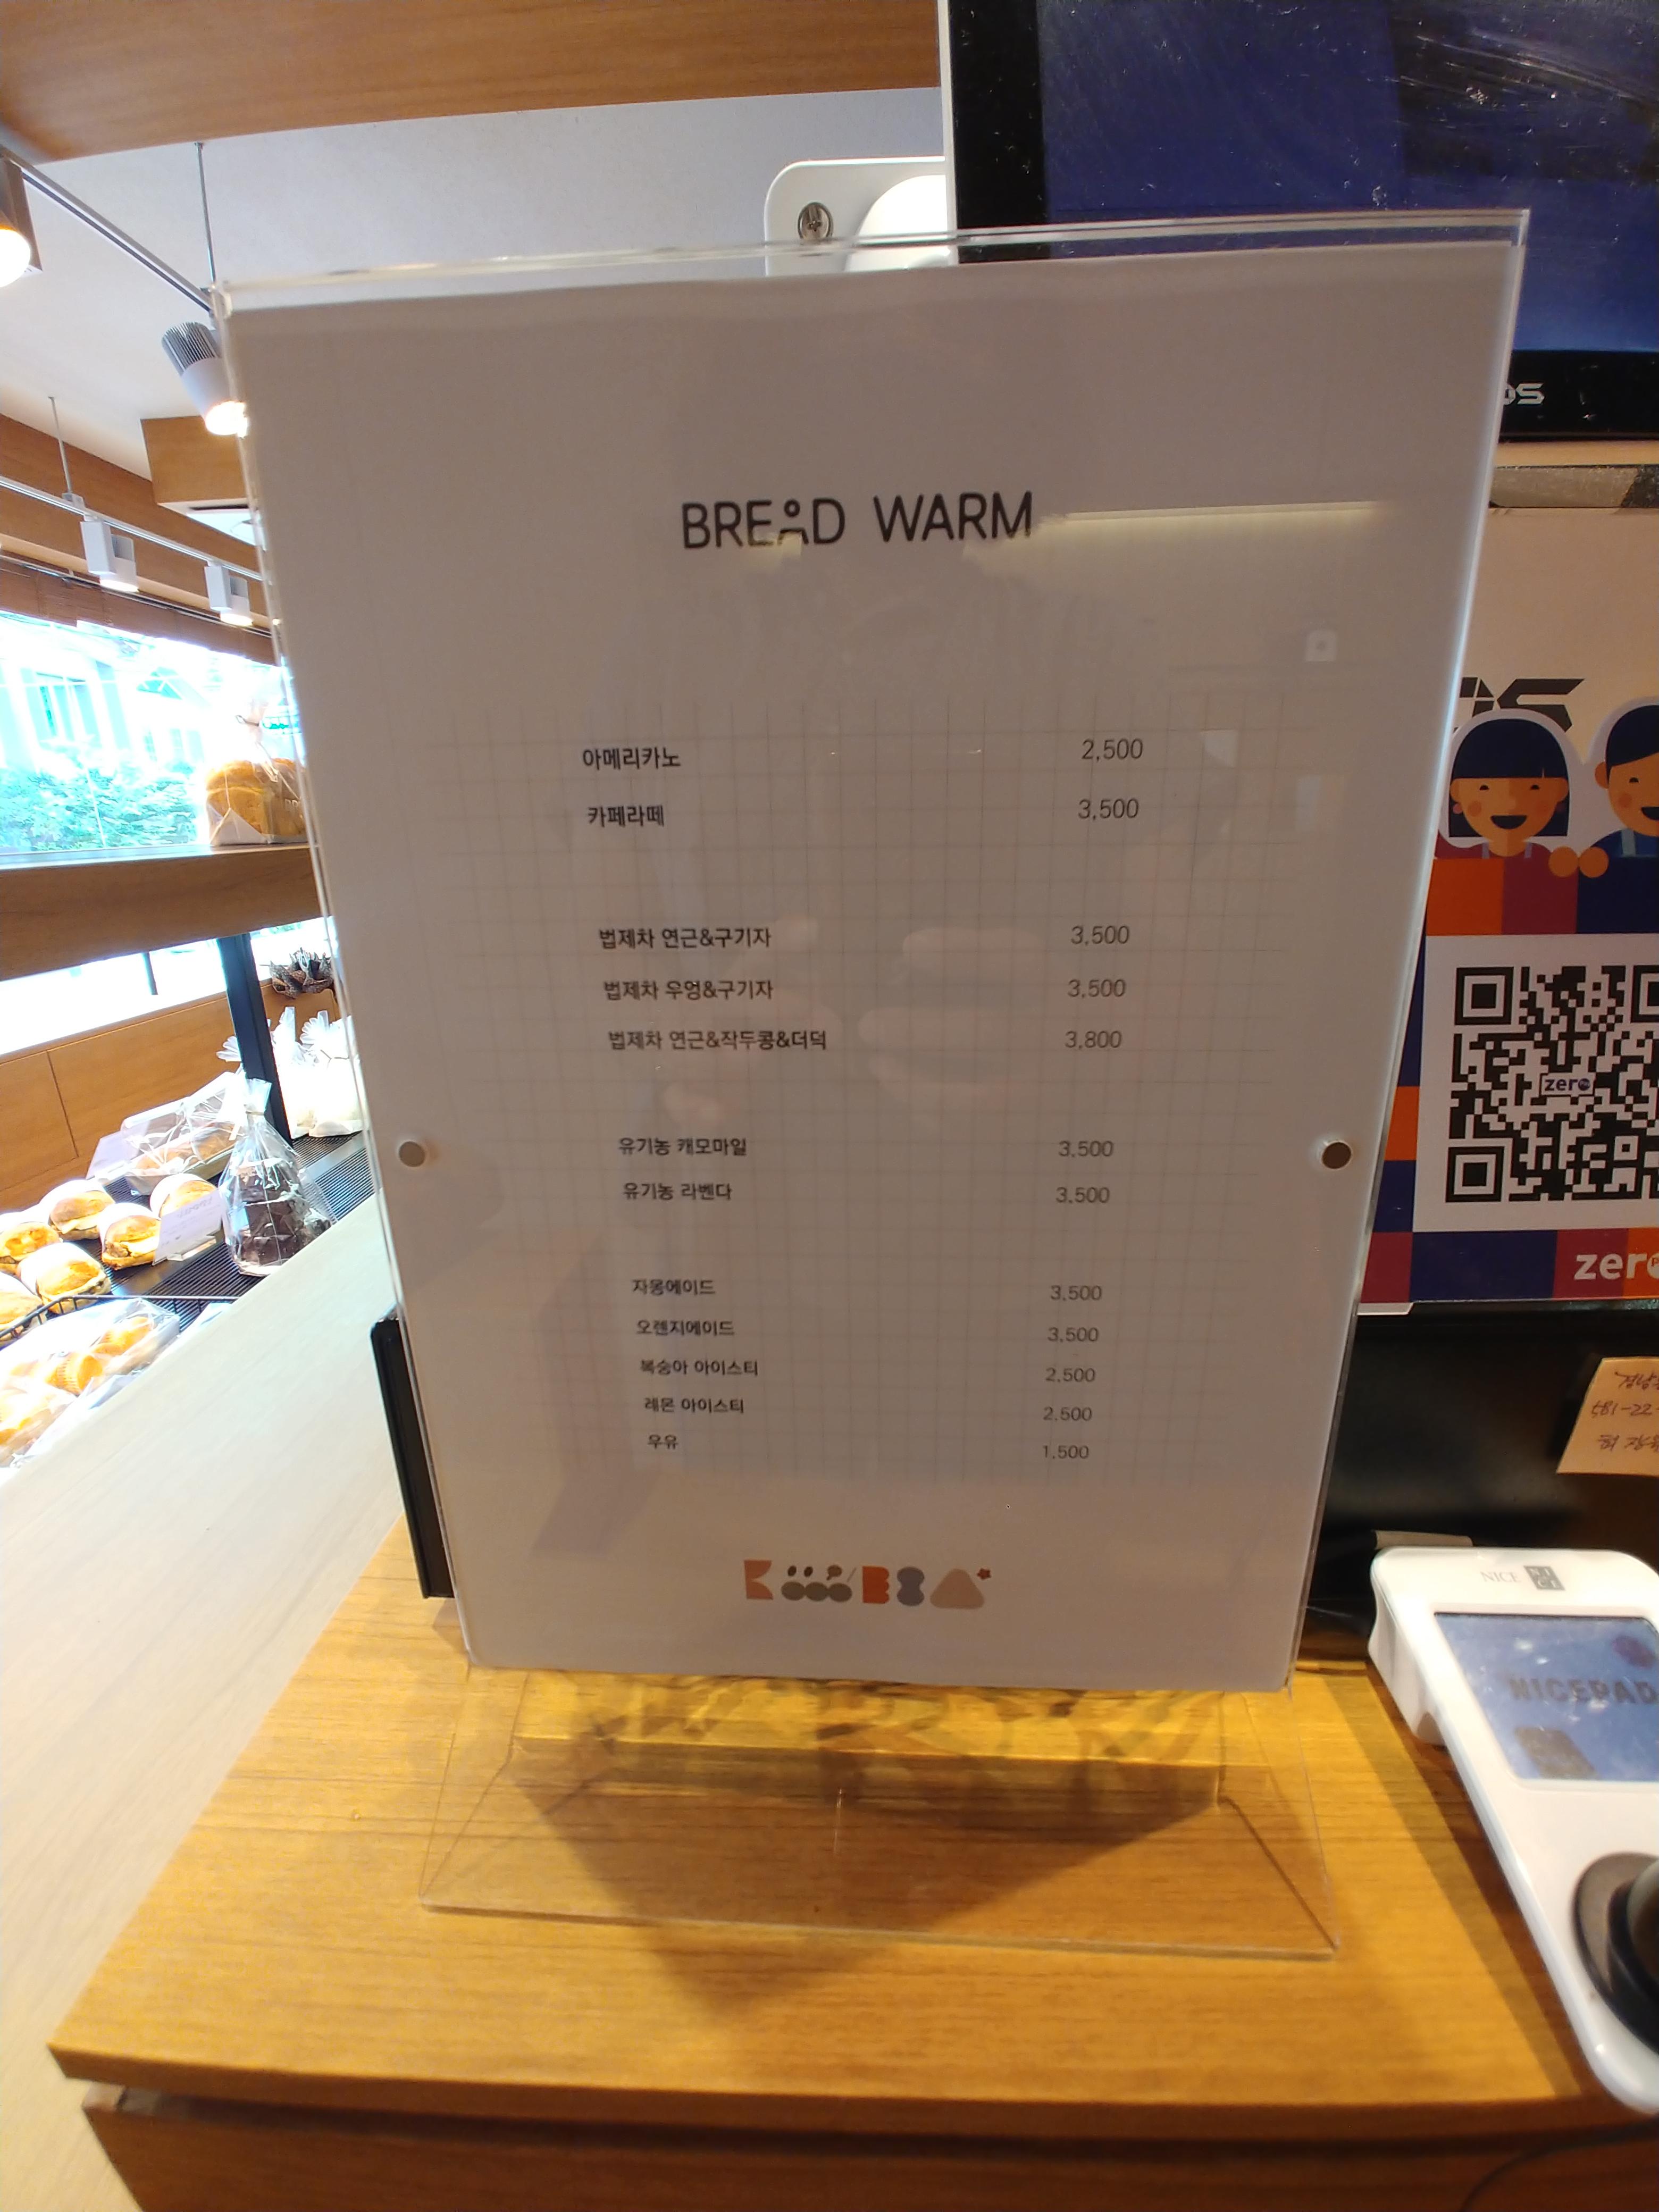 BREAD WARM
아메리카노 2,500
카페라떼 3,500
법제차 연근&구기자 3,500
법제차 우엉&구기자 3,500
법제차 연근&작두콩&더덕 3,800
유기농 캐모마일 3,500
유기농 라벤다 3,500
자몽에이드 3,500
오렌지에이드 3,500
복숭아 아이스티 2,500
레몬 아이스티 2,500
우유 1,500
zero
zero
581-22-
NICE
NICEPAD